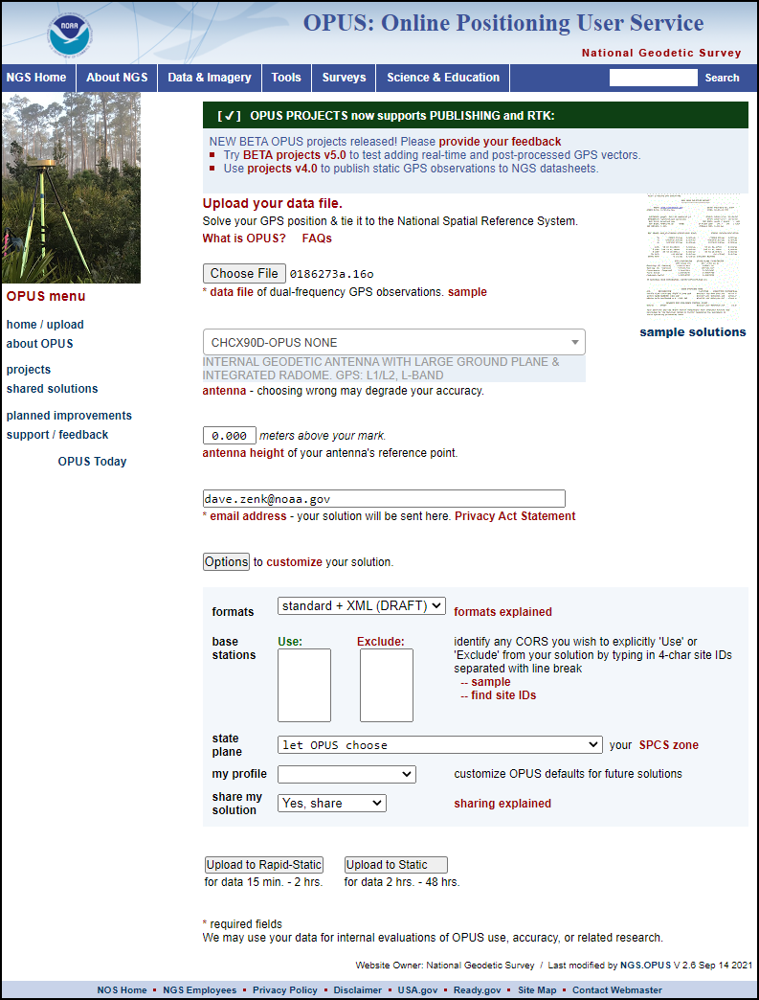 NOAA
OPUS: Online Positioning User Service
National Geodetic Survey
NGS Home About NGS Data & Imagery Tools Surveys Science & Education Search
[ ✓ ] OPUS PROJECTS now supports PUBLISHING and RTK:
NEW BETA OPUS projects released! Please provide your feedback
Try BETA projects v5.0 to test adding real-time and post-processed GPS vectors.
Use projects v4.0 to publish static GPS observations to NGS datasheets.
Upload your data file.
Solve your GPS position & tie it to the National Spatial Reference System.
What is OPUS? FAQs
Choose File 0186273a.16o
* data file of dual-frequency GPS observations. sample
sample solutions
OPUS menu
home / upload
about OPUS
projects
shared solutions
planned improvements
support / feedback
OPUS Today
CHCX90D-OPUS NONE
INTERNAL GEODETIC ANTENNA WITH LARGE GROUND PLANE &
INTEGRATED RADOME. GPS: L1/L2, L-BAND
antenna - choosing wrong may degrade your accuracy.
0.000 meters above your mark.
antenna height of your antenna's reference point.
dave.zenk@noaa.gov
* email address - your solution will be sent here. Privacy Act Statement
Options to customize your solution.
formats standard + XML (DRAFT) formats explained
base
stations
Use: Exclude:
identify any CORS you wish to explicitly 'Use' or
'Exclude' from your solution by typing in 4-char site IDs
separated with line break
-- sample
-- find site IDs
state
plane
let OPUS choose your SPCS zone
my profile customize OPUS defaults for future solutions
share my
solution
Yes, share sharing explained
Upload to Rapid-Static Upload to Static
for data 15 min. - 2 hrs. for data 2 hrs. - 48 hrs.
* required fields
We may use your data for internal evaluations of OPUS use, accuracy, or related research.
Website Owner: National Geodetic Survey / Last modified by NGS.OPUS V 2.6 Sep 14 2021
NOS Home ▪ NGS Employees ▪ Privacy Policy ▪ Disclaimer ▪ USA.gov ▪ Ready.gov ▪ Site Map ▪ Contact Webmaster